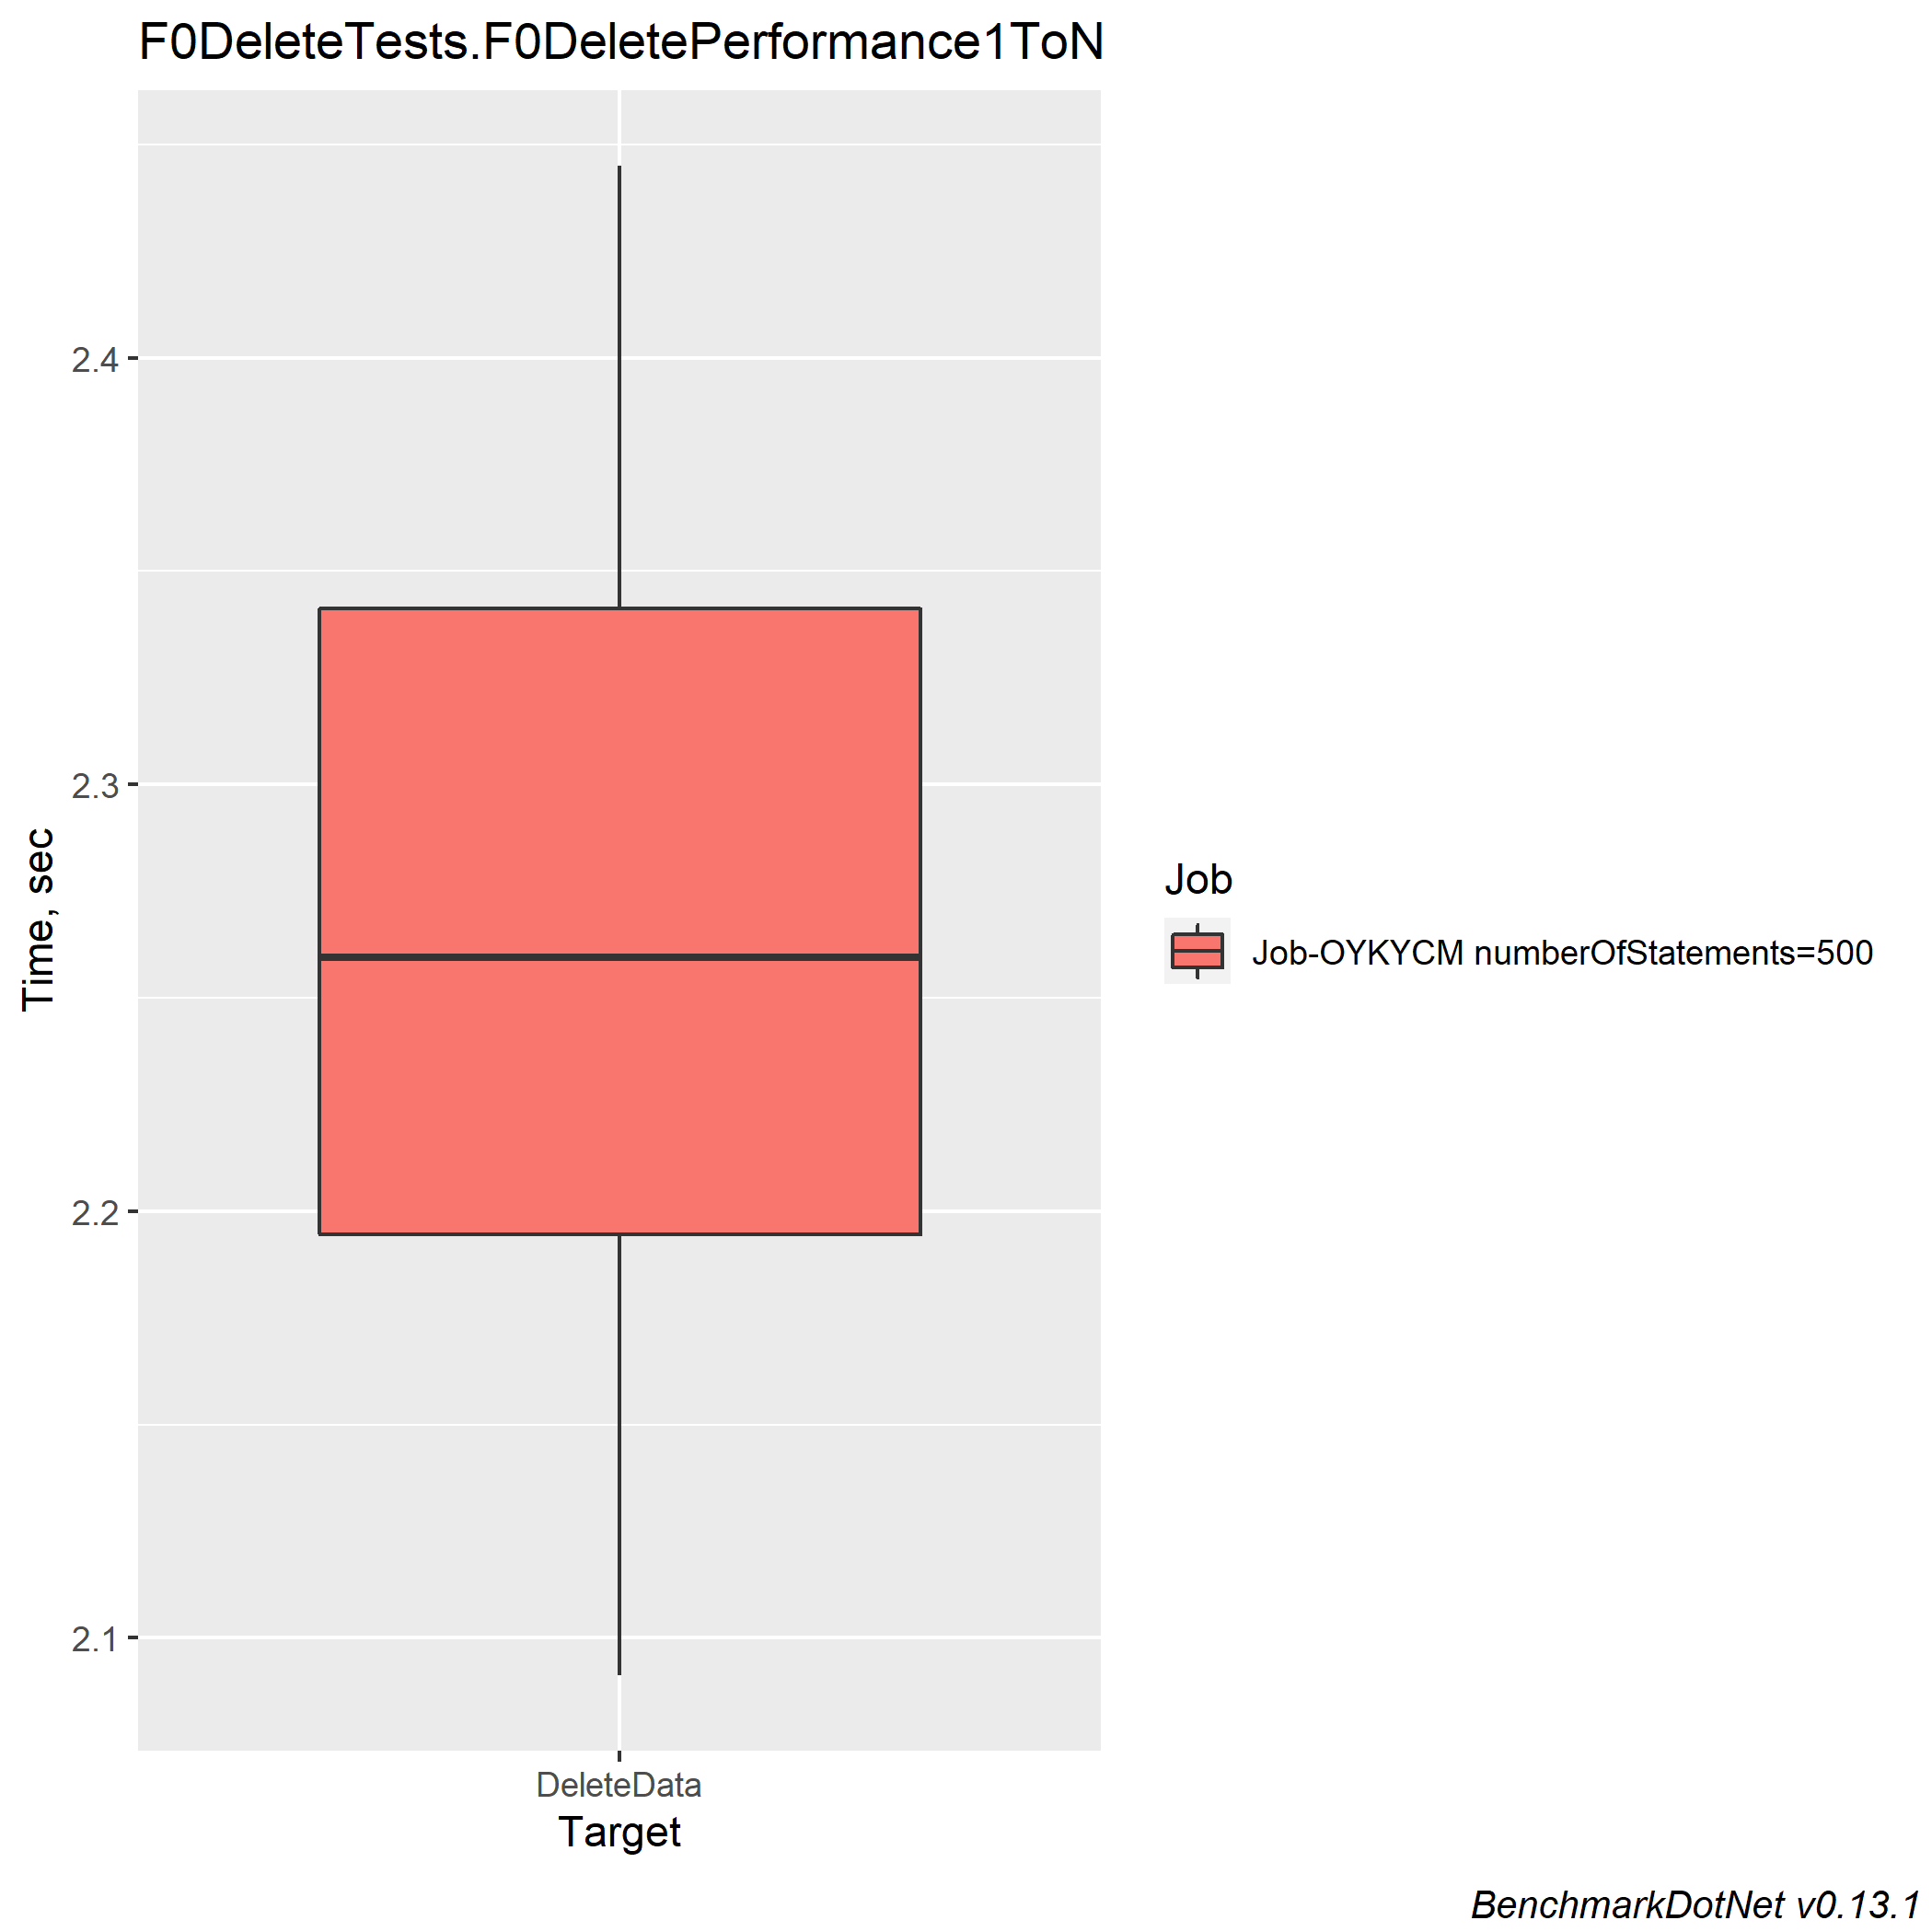 F0DeleteTests.F0DeletePerformance1ToN
2.4
2.3
2.2
2.1
Time, sec
DeleteData
Target
Job
Job-OYKYCM numberOfStatements=500
BenchmarkDotNet v0.13.1